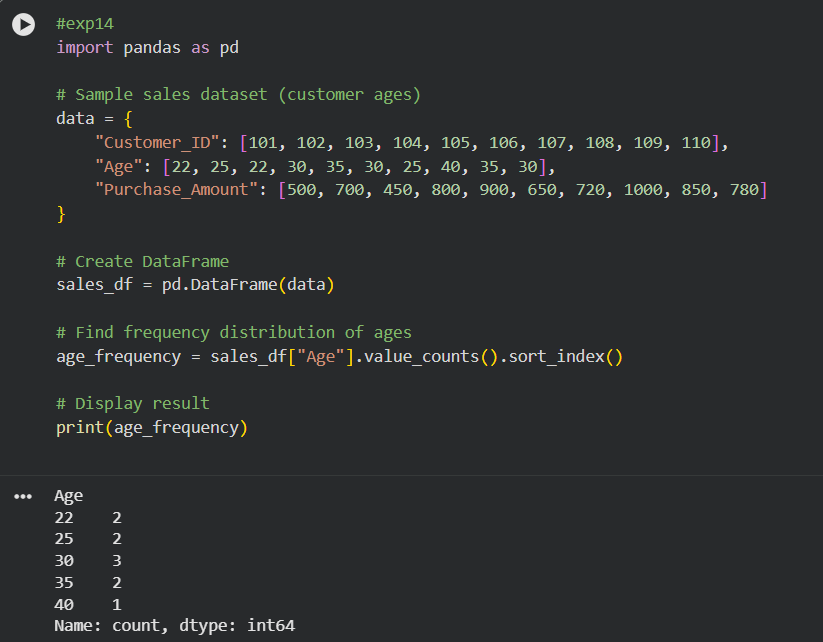 #exp14
import pandas as pd

# Sample sales dataset (customer ages)
data = {
    "Customer_ID": [101, 102, 103, 104, 105, 106, 107, 108, 109, 110],
    "Age": [22, 25, 22, 30, 35, 30, 25, 40, 35, 30],
    "Purchase_Amount": [500, 700, 450, 800, 900, 650, 720, 1000, 850, 780]
}

# Create DataFrame
sales_df = pd.DataFrame(data)

# Find frequency distribution of ages
age_frequency = sales_df["Age"].value_counts().sort_index()

# Display result
print(age_frequency)

Age
22    2
25    2
30    3
35    2
40    1
Name: count, dtype: int64